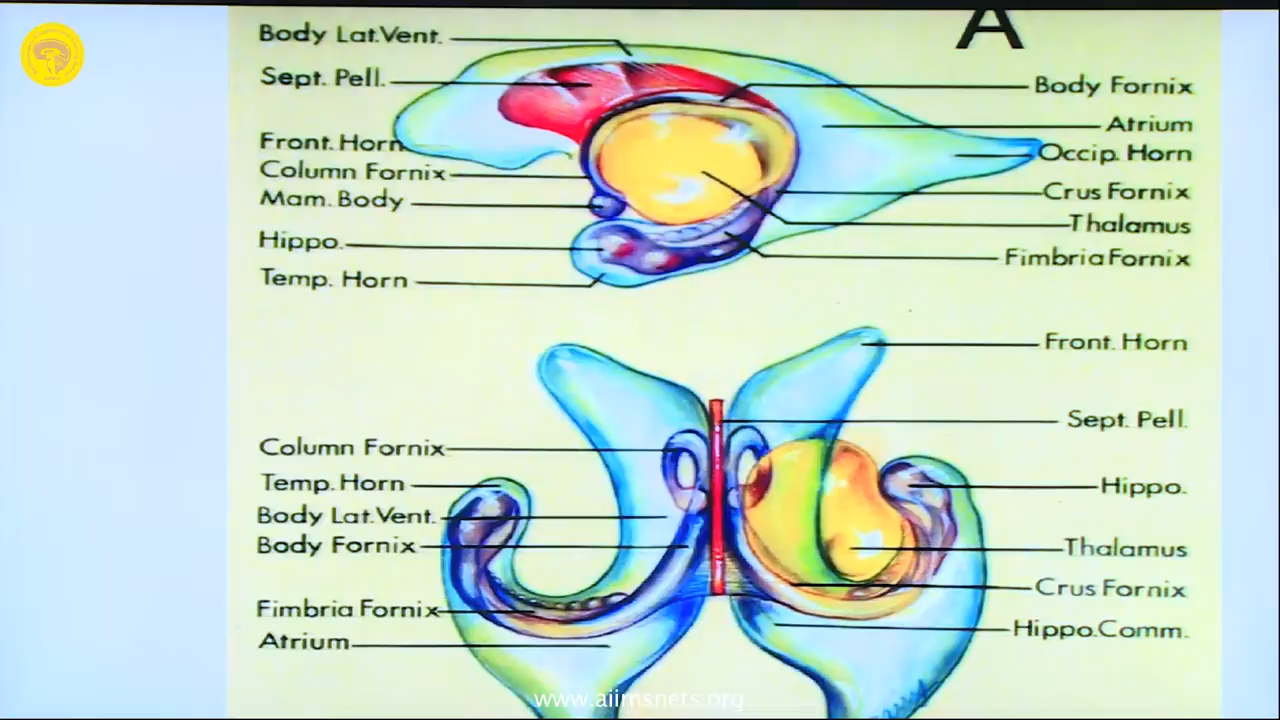 A
Body Lat.Vent.
Sept. Pell.
Front. Horn
Column Fornix
Mam. Body
Hippo.
Temp. Horn
Body Fornix
Atrium
Occip. Horn
Crus Fornix
Thalamus
Fimbria Fornix
Column Fornix
Temp. Horn
Body Lat.Vent.
Body Fornix
Fimbria Fornix
Atrium
Front. Horn
Sept. Pell.
Hippo.
Thalamus
Crus Fornix
Hippo.Comm.
www.aiimsnets.org